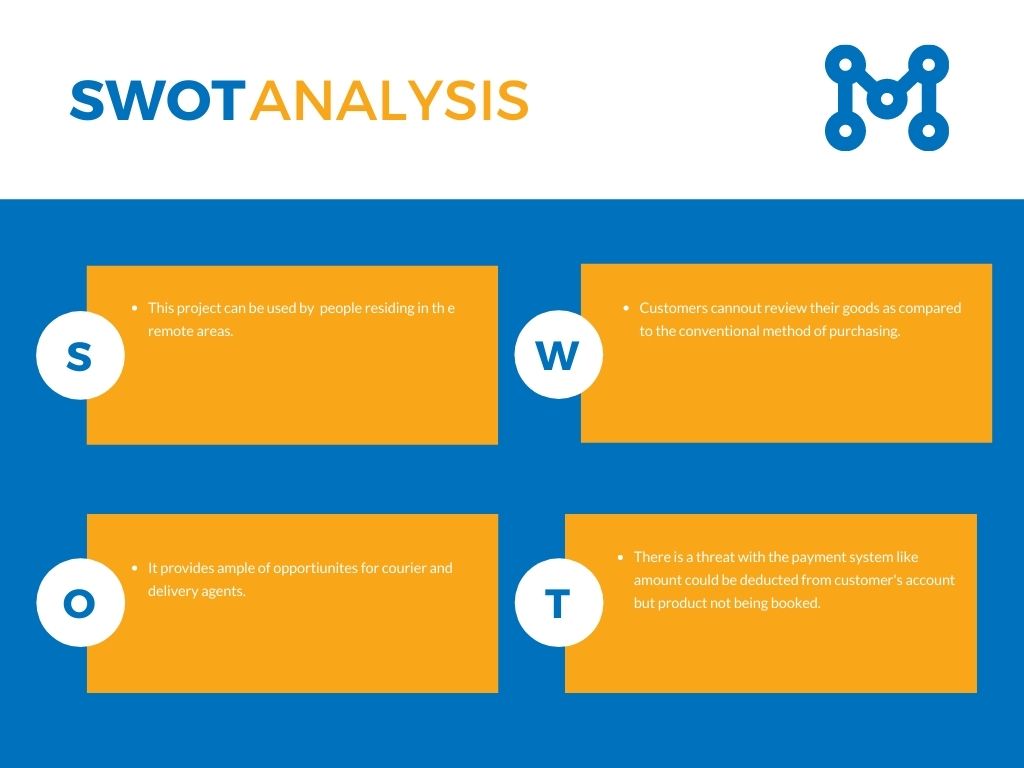 SWOT ANALYSIS
S
• This project can be used by  people residing in th e
remote areas.
W
• Customers cannout review their goods as compared
to the conventional method of purchasing.
O
• It provides ample of opportiunites for courier and
delivery agents.
T
• There is a threat with the payment system like
amount could be deducted from customer's account
but product not being booked.